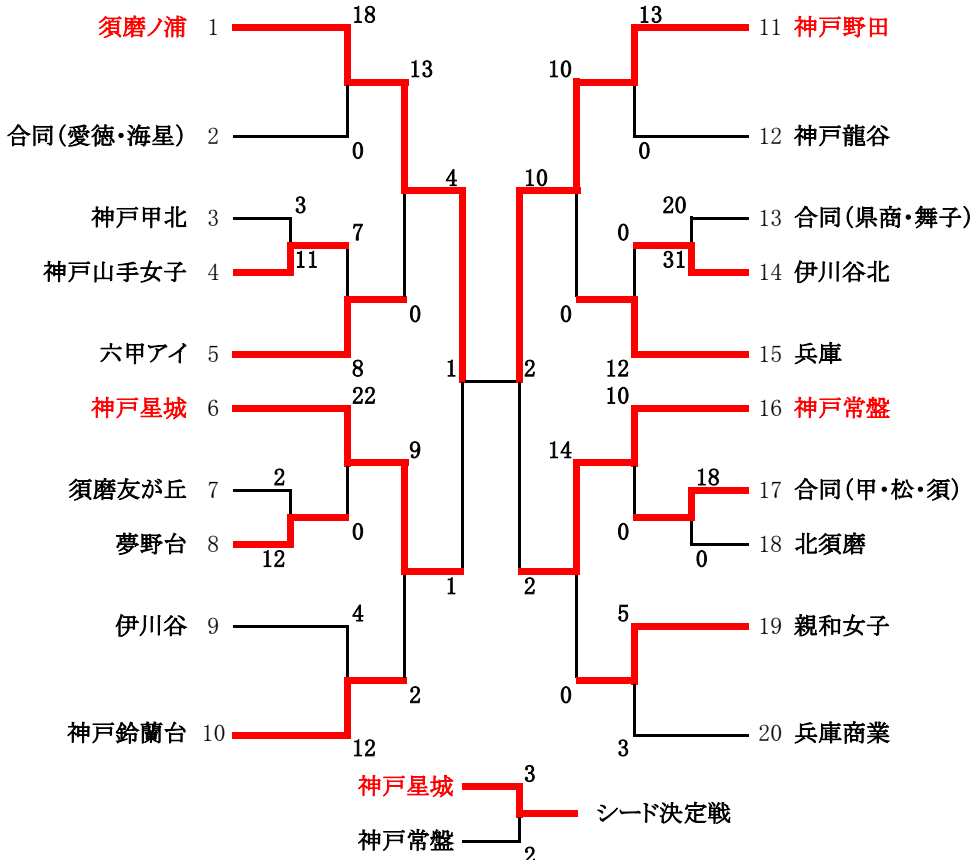 18
13
須磨ノ浦 1
11 神戸野田
13
10
合同(愛徳・海星) 2
12 神戸龍谷
0
0
4
10
神戸甲北 3
3
20
13 合同(県商・舞子)
7
0
神戸山手女子 4
11
31
14 伊川谷北
0
0
六甲アイ 5
15 兵庫
8
1
2
12
22
10
神戸星城 6
16 神戸常盤
9
14
須磨友が丘 7
2
18
17 合同(甲・松・須)
0
0
夢野台 8
12
0
18 北須磨
1
2
伊川谷 9
4
5
19 親和女子
2
0
神戸鈴蘭台 10
20 兵庫商業
12
3
神戸星城
3
シード決定戦
神戸常盤
2